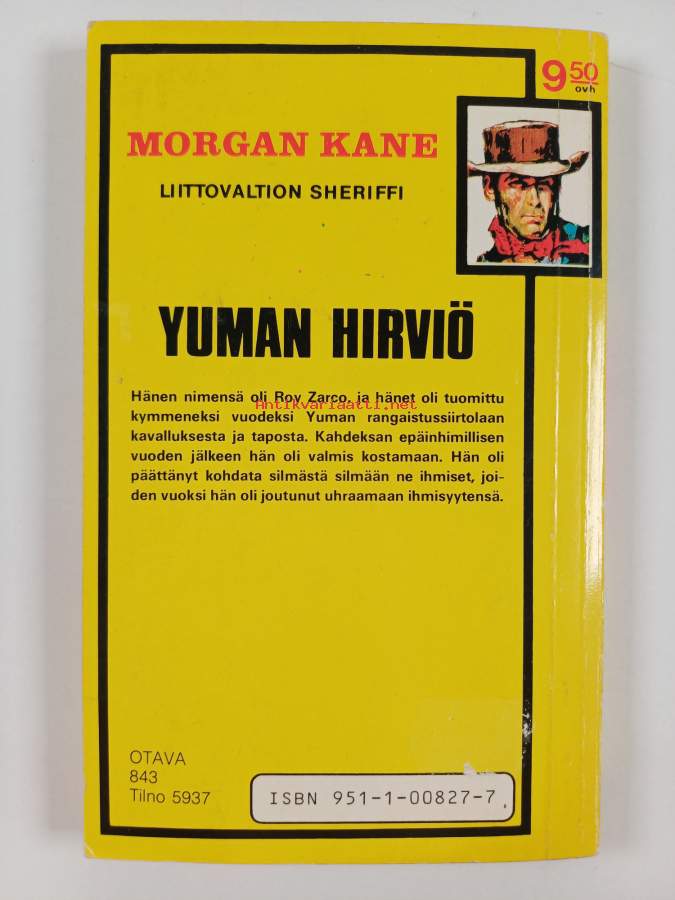 9 50
ovh
MORGAN KANE
LIITTOVALTION SHERIFFI
YUMAN HIRVIÖ
Hänen nimensä oli Roy Zarco, ja hänet oli tuomittu
Antikvariaatti.net
kymmeneksi vuodeksi Yuman rangaistussiirtolaan
kavalluksesta ja taposta. Kahdeksan epäinhimillisen
vuoden jälkeen hän oli valmis kostamaan. Hän oli
päättänyt kohdata silmästä silmään ne ihmiset, joi-
den vuoksi hän oli joutunut uhraamaan ihmisyytensä.
OTAVA
843
Tilno 5937
ISBN 951-1-00827-7